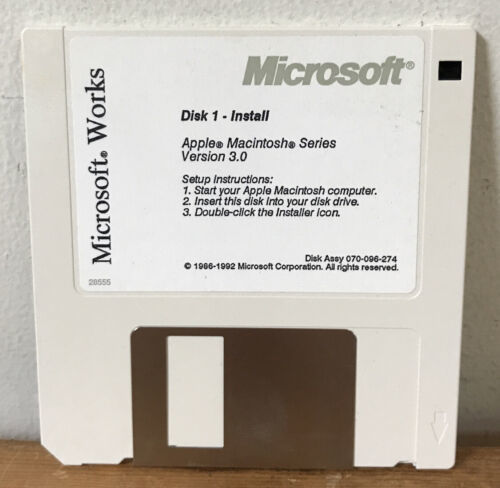 Microsoft®
Microsoft® Works
Disk 1 - Install
Apple® Macintosh® Series
Version 3.0
Setup Instructions:
1. Start your Apple Macintosh computer.
2. Insert this disk into your disk drive.
3. Double-click the Installer icon.
Disk Assy 070-096-274
© 1986-1992 Microsoft Corporation. All rights reserved.
28555